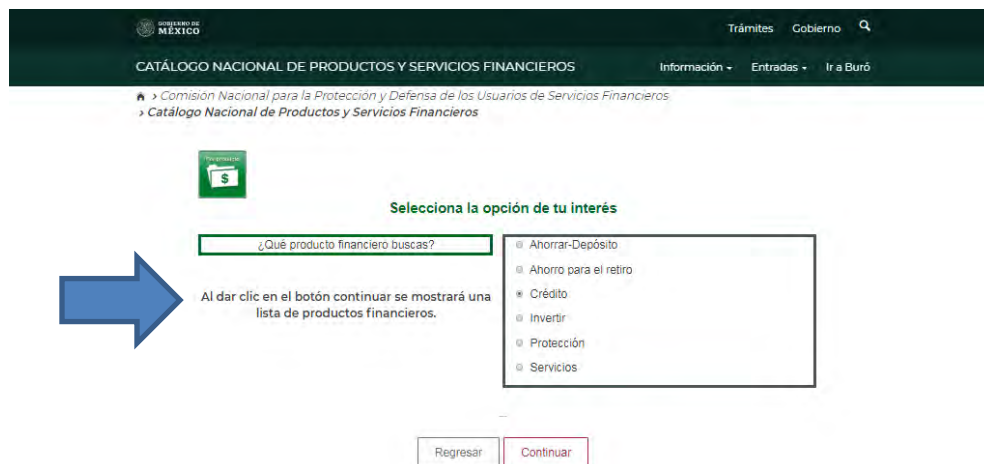 GOBIERNO DE
MÉXICO
Trámites Gobierno
CATÁLOGO NACIONAL DE PRODUCTOS Y SERVICIOS FINANCIEROS
Información Entradas Ir a Buró
> Comisión Nacional para la Protección y Defensa de los Usuarios de Servicios Financieros
> Catálogo Nacional de Productos y Servicios Financieros
$
Selecciona la opción de tu interés
¿Qué producto financiero buscas?
Al dar clic en el botón continuar se mostrará una
lista de productos financieros.
Ahorrar-Depósito
Ahorro para el retiro
Crédito
Invertir
Protección
Servicios
Regresar
Continuar